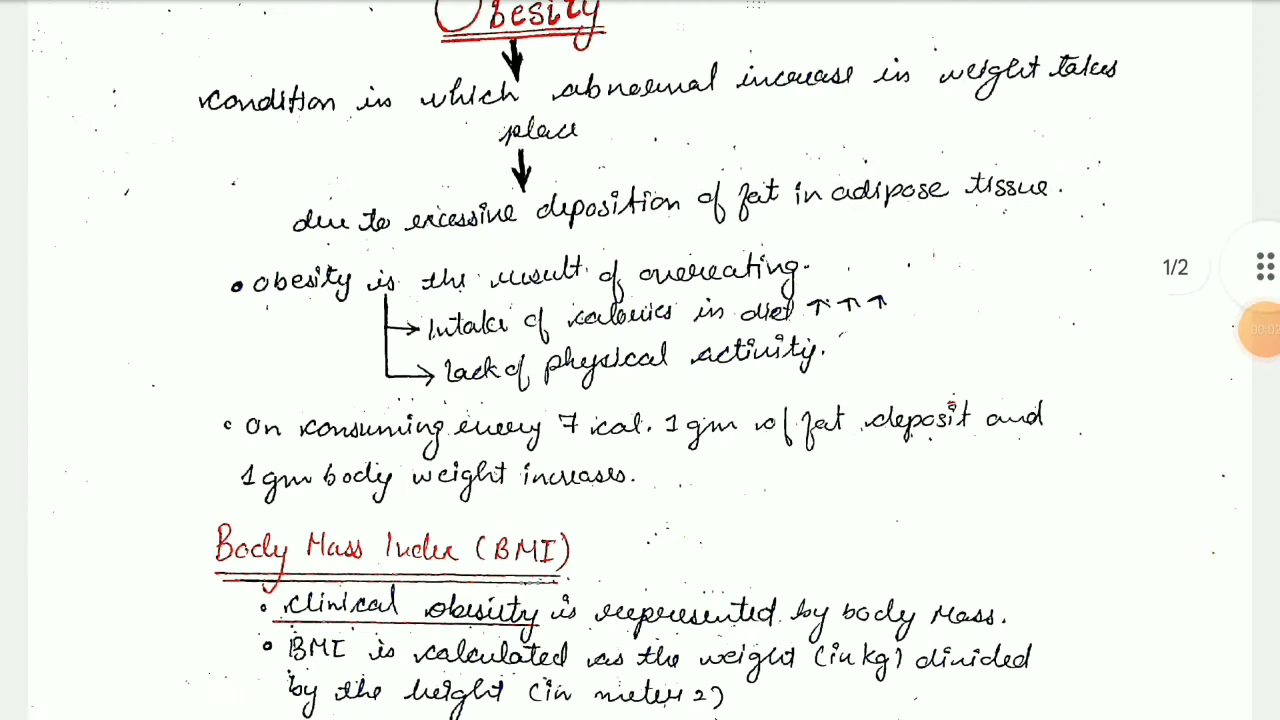 Obesity
condition in which abnormal increase in weight takes
place
due to excessive deposition of fat in adipose tissue.
• obesity is the result of overeating.
→ Intake of calories in diet ↑↑↑
→ Lack of physical activity.
• On consuming every 7 cal. 1 gm of fat deposit and
1 gm body weight increases.
1/2
Body Mass Index (BMI)
• Clinical obesity is represented by body Mass.
• BMI is calculated as the weight (in kg) divided
by the height (in meter 2)